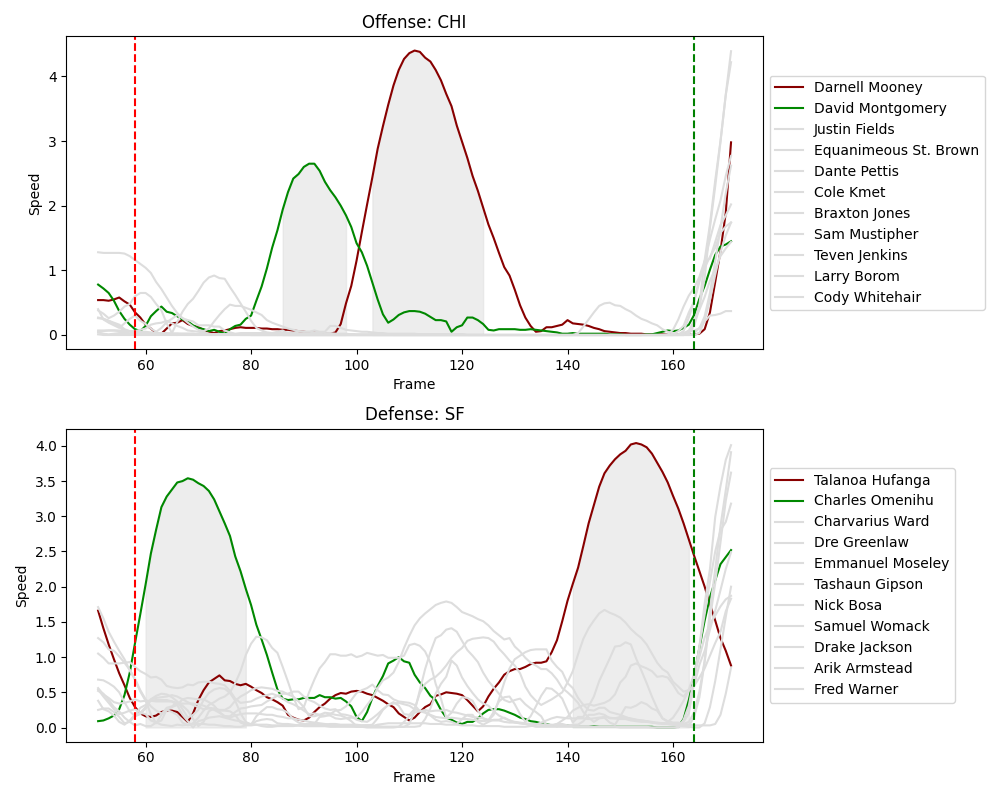 Offense: CHI
4
3
2
1
0
Speed
60 80 100 120 140 160
Frame
Darnell Mooney
David Montgomery
Justin Fields
Equanimeous St. Brown
Dante Pettis
Cole Kmet
Braxton Jones
Sam Mustipher
Teven Jenkins
Larry Borom
Cody Whitehair
Defense: SF
4.0
3.5
3.0
2.5
2.0
1.5
1.0
0.5
0.0
Speed
60 80 100 120 140 160
Frame
Talanoa Hufanga
Charles Omenihu
Charvarius Ward
Dre Greenlaw
Emmanuel Moseley
Tashaun Gipson
Nick Bosa
Samuel Womack
Drake Jackson
Arik Armstead
Fred Warner